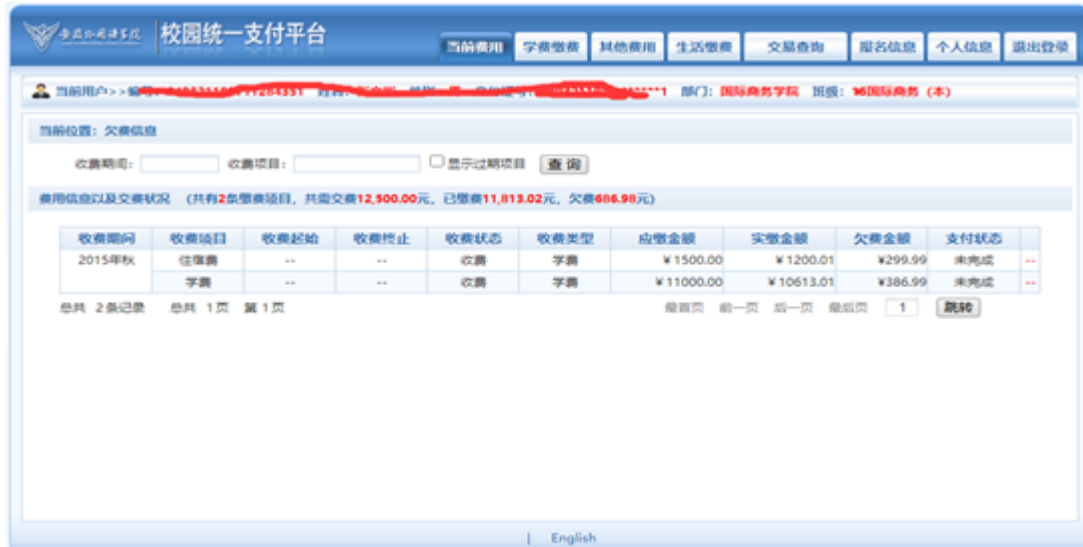 校园统一支付平台
当前费用 学费缴费 其他费用 生活缴费 交易查询 报名信息 个人信息 退出登录
当前用户>>编号 部门：国际商务学院 班级： 国际商务 (本)
当前位置：欠费信息
收费期间： 收费项目： 显示过期项目 查 询
费用信息以及交费状况 (共有2条缴费项目，共需交费12,500.00元，已缴费11,813.02元，欠费686.98元)
收费期间 收费项目 收费起始 收费终止 收费状态 收费类型 应缴金额 实缴金额 欠费金额 支付状态
2015年秋 住宿费 -- -- 收费 学费 ￥1500.00 ￥1200.01 ¥299.99 未完成 --
学费 -- -- 收费 学费 ￥11000.00 ￥10613.01 ¥386.99 未完成 --
总共 2条记录 总共 1页 第1页 最首页 前一页 后一页 最后页 1 跳转
| English